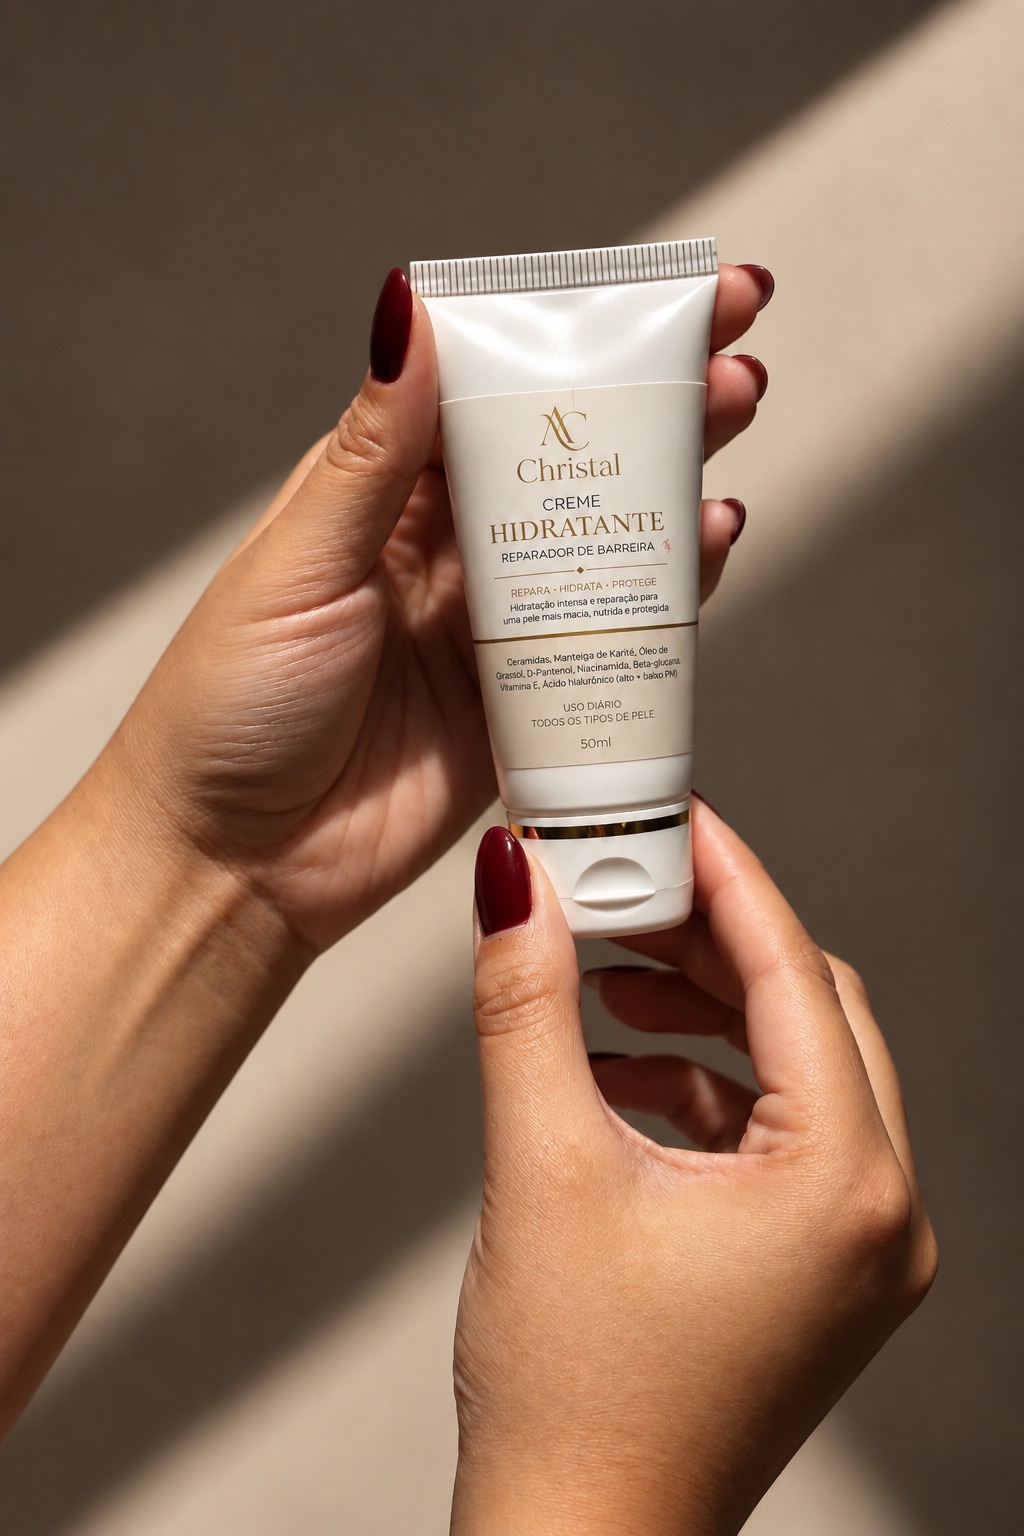 AC
Christal
CREME
HIDRATANTE
REPARADOR DE BARREIRA
REPARA • HIDRATA • PROTEGE
Hidratação intensa e reparação para
uma pele mais macia, nutrida e protegida
Ceramidas, Manteiga de Karité, Óleo de
Girassol, D-Pantenol, Niacinamida, Beta-glucana,
Vitamina E, Ácido hialurônico (alto + baixo PM)
USO DIÁRIO
TODOS OS TIPOS DE PELE
50ml